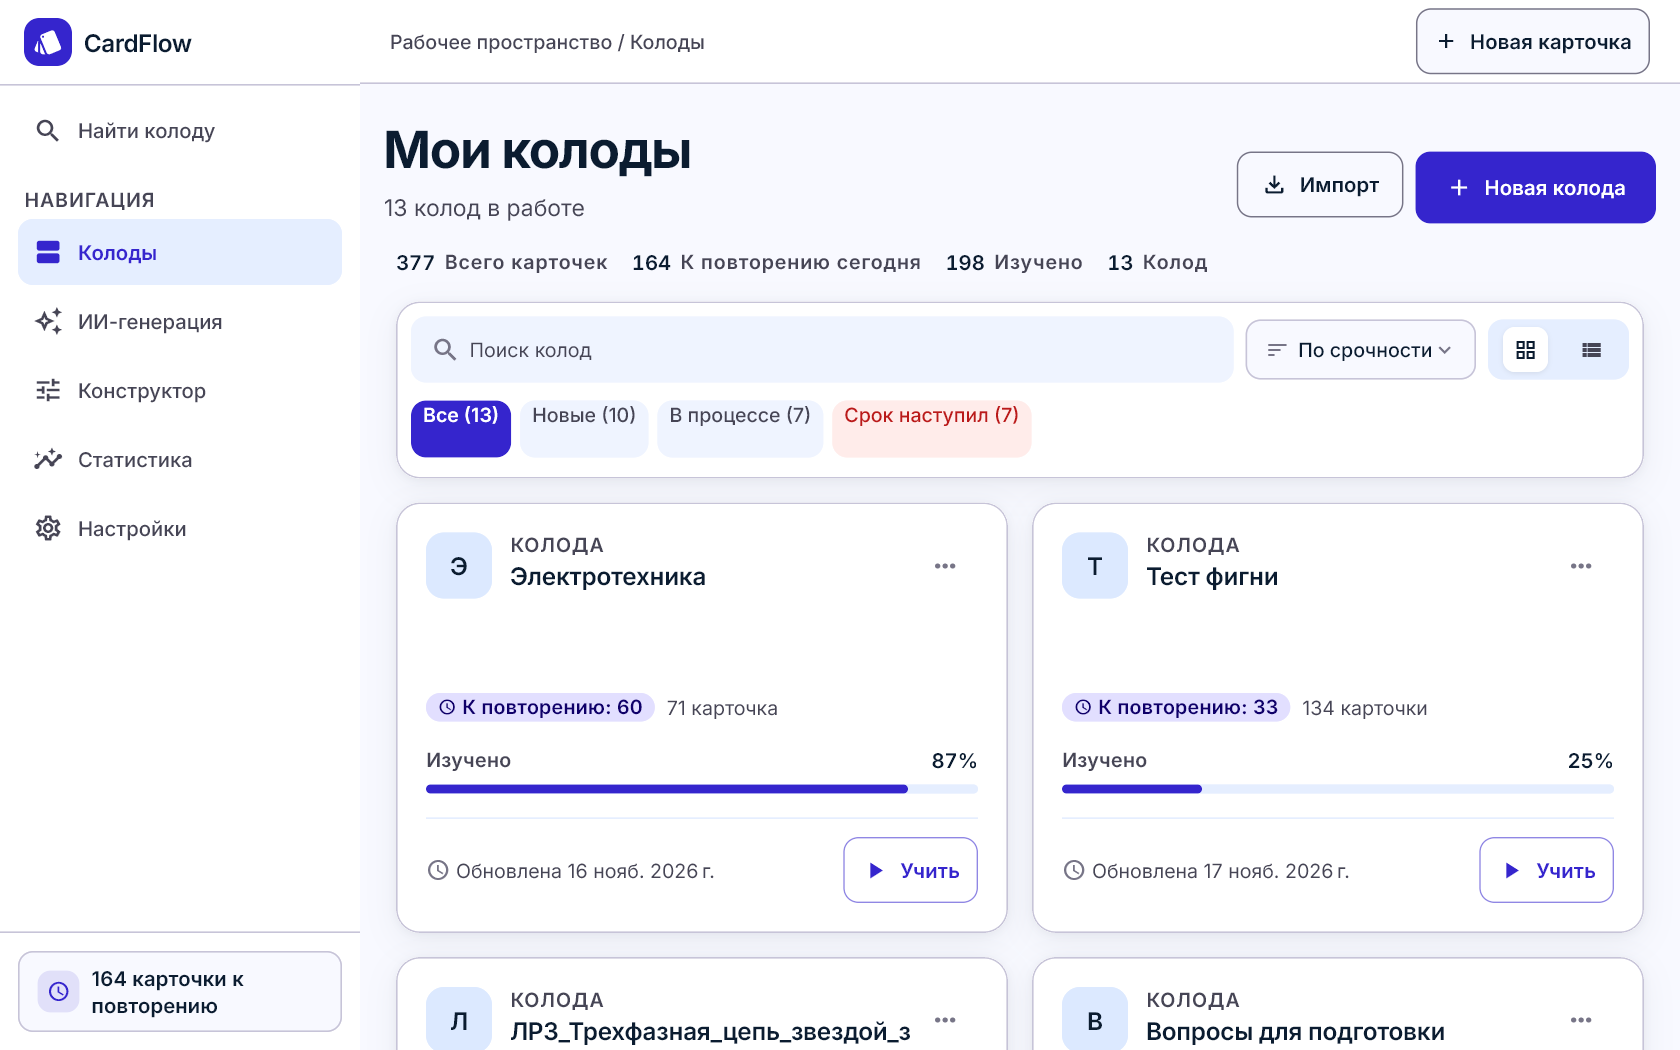 CardFlow
Рабочее пространство / Колоды
Новая карточка
Найти колоду
НАВИГАЦИЯ
Колоды
ИИ-генерация
Конструктор
Статистика
Настройки
164 карточки к
повторению
Мои колоды
13 колод в работе
Импорт
Новая колода
377 Всего карточек 164 К повторению сегодня 198 Изучено 13 Колод
Поиск колод
По срочности
Все (13) Новые (10) В процессе (7) Срок наступил (7)
Э
КОЛОДА
Электротехника
К повторению: 60 71 карточка
Изучено 87%
Обновлена 16 нояб. 2026 г.
Учить
Т
КОЛОДА
Тест фигни
К повторению: 33 134 карточки
Изучено 25%
Обновлена 17 нояб. 2026 г.
Учить
Л
КОЛОДА
ЛР3_Трехфазная_цепь_звездой_з
В
КОЛОДА
Вопросы для подготовки